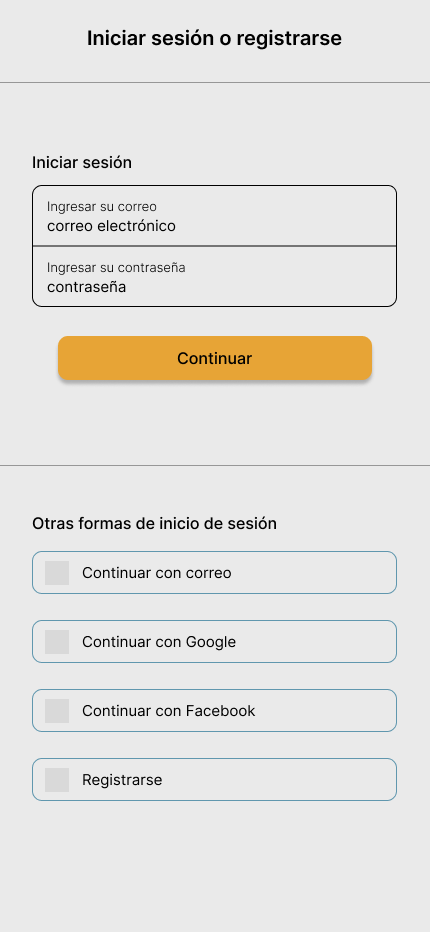 Iniciar sesión o registrarse
Iniciar sesión
Ingresar su correo
correo electrónico
Ingresar su contraseña
contraseña
Continuar
Otras formas de inicio de sesión
Continuar con correo
Continuar con Google
Continuar con Facebook
Registrarse